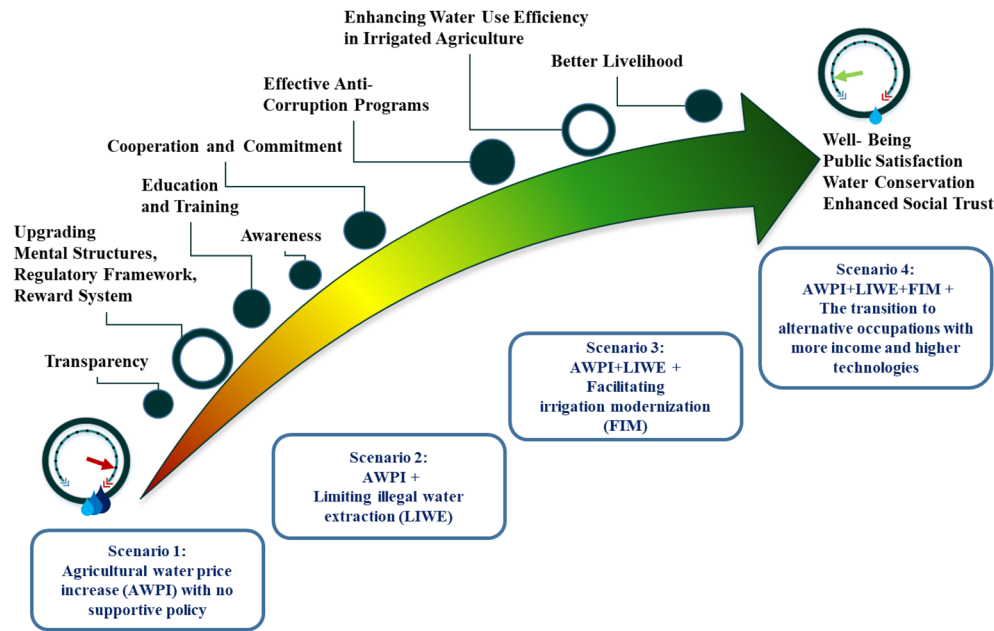 Enhancing Water Use Efficiency
in Irrigated Agriculture
Better Livelihood
Effective Anti-
Corruption Programs
Cooperation and Commitment
Education
and Training
Awareness
Upgrading
Mental Structures,
Regulatory Framework,
Reward System
Transparency
Well- Being
Public Satisfaction
Water Conservation
Enhanced Social Trust
Scenario 1:
Agricultural water price
increase (AWPI) with no
supportive policy
Scenario 2:
AWPI +
Limiting illegal water
extraction (LIWE)
Scenario 3:
AWPI+LIWE +
Facilitating
irrigation modernization
(FIM)
Scenario 4:
AWPI+LIWE+FIM +
The transition to
alternative occupations with
more income and higher
technologies